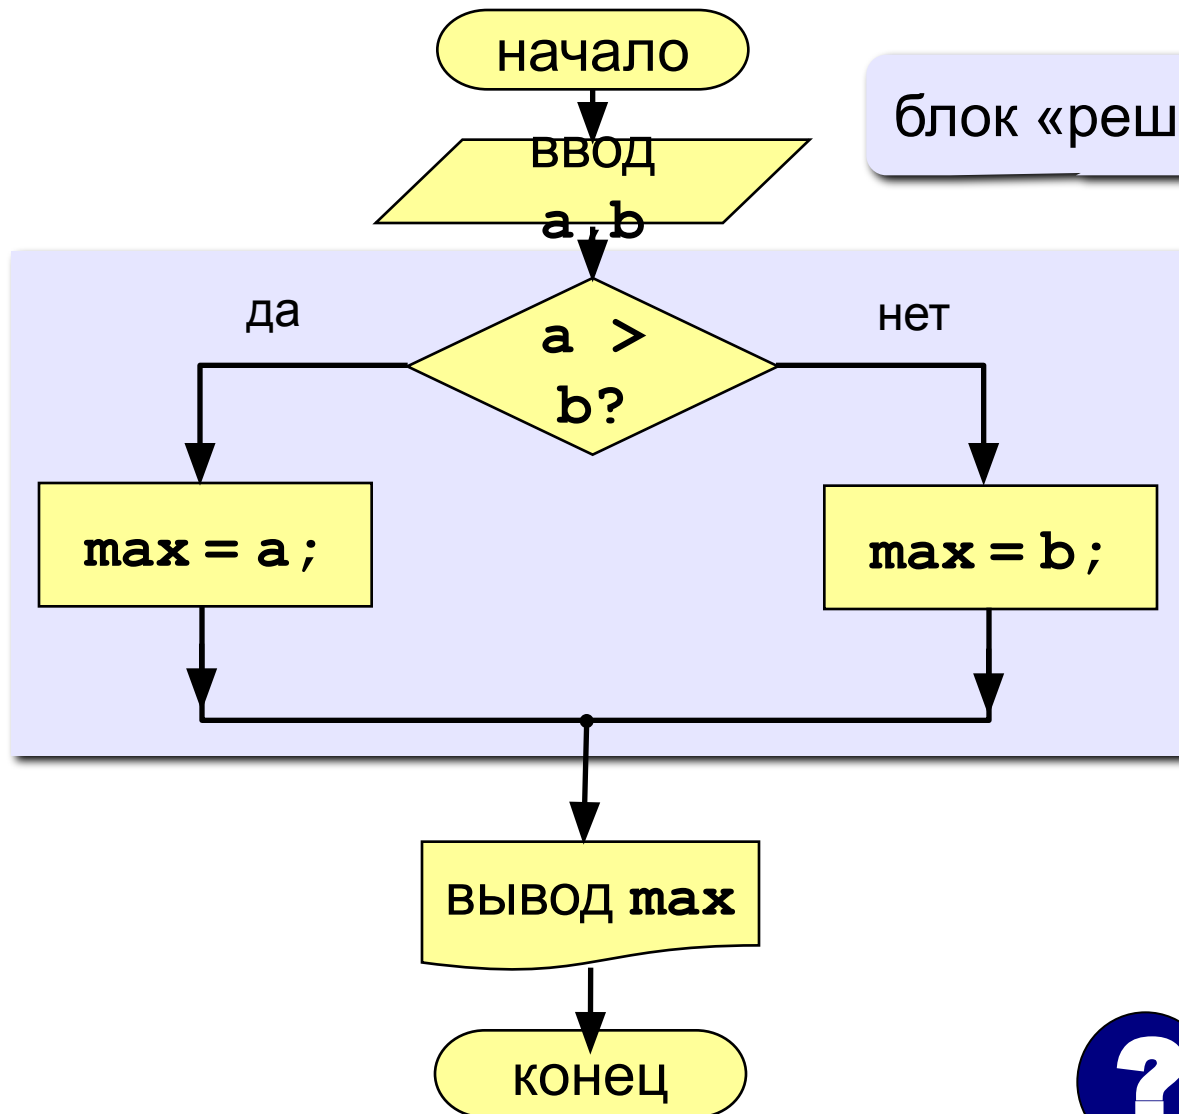 начало
блок «реш
ввод
a,b
да
нет
a >
b?
max = a;
max = b;
вывод max
конец
?